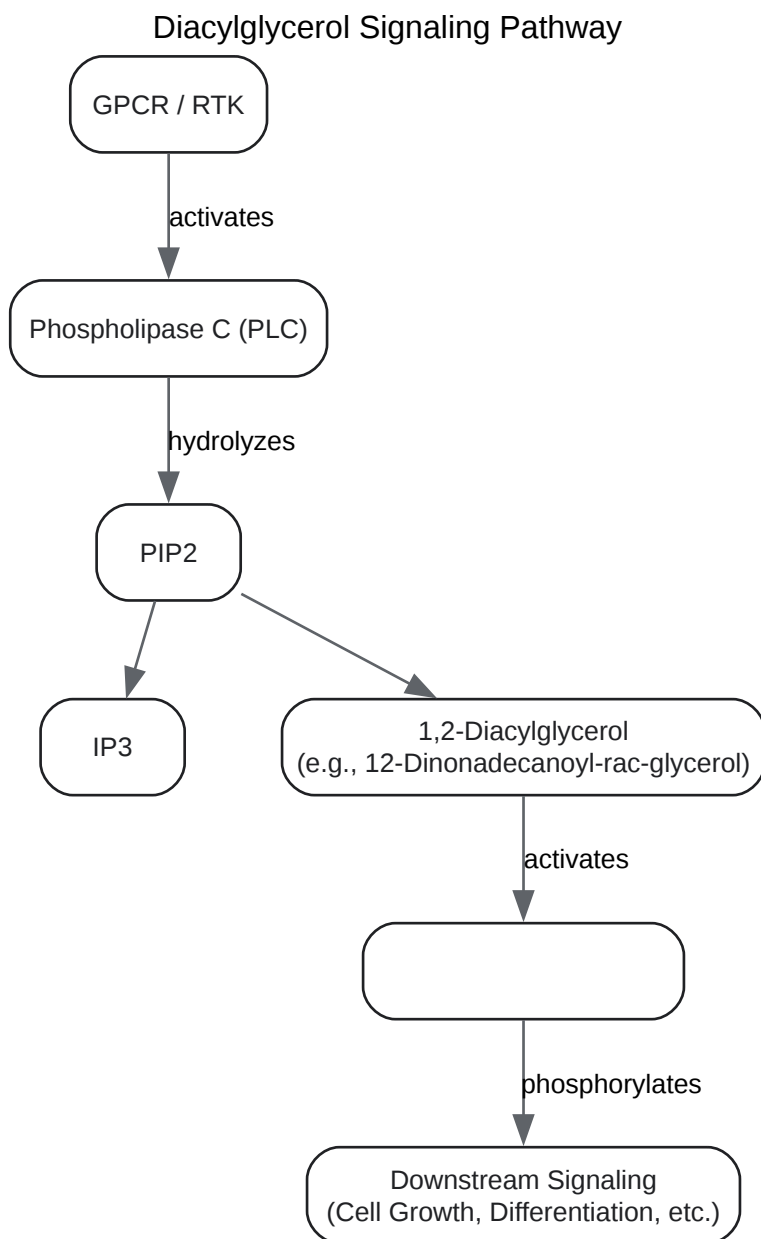 Diacylglycerol Signaling Pathway
GPCR / RTK
activates
Phospholipase C (PLC)
hydrolyzes
PIP2
IP3
1,2-Diacylglycerol
(e.g., 12-Dinonadecanoyl-rac-glycerol)
activates
phosphorylates
Downstream Signaling
(Cell Growth, Differentiation, etc.)